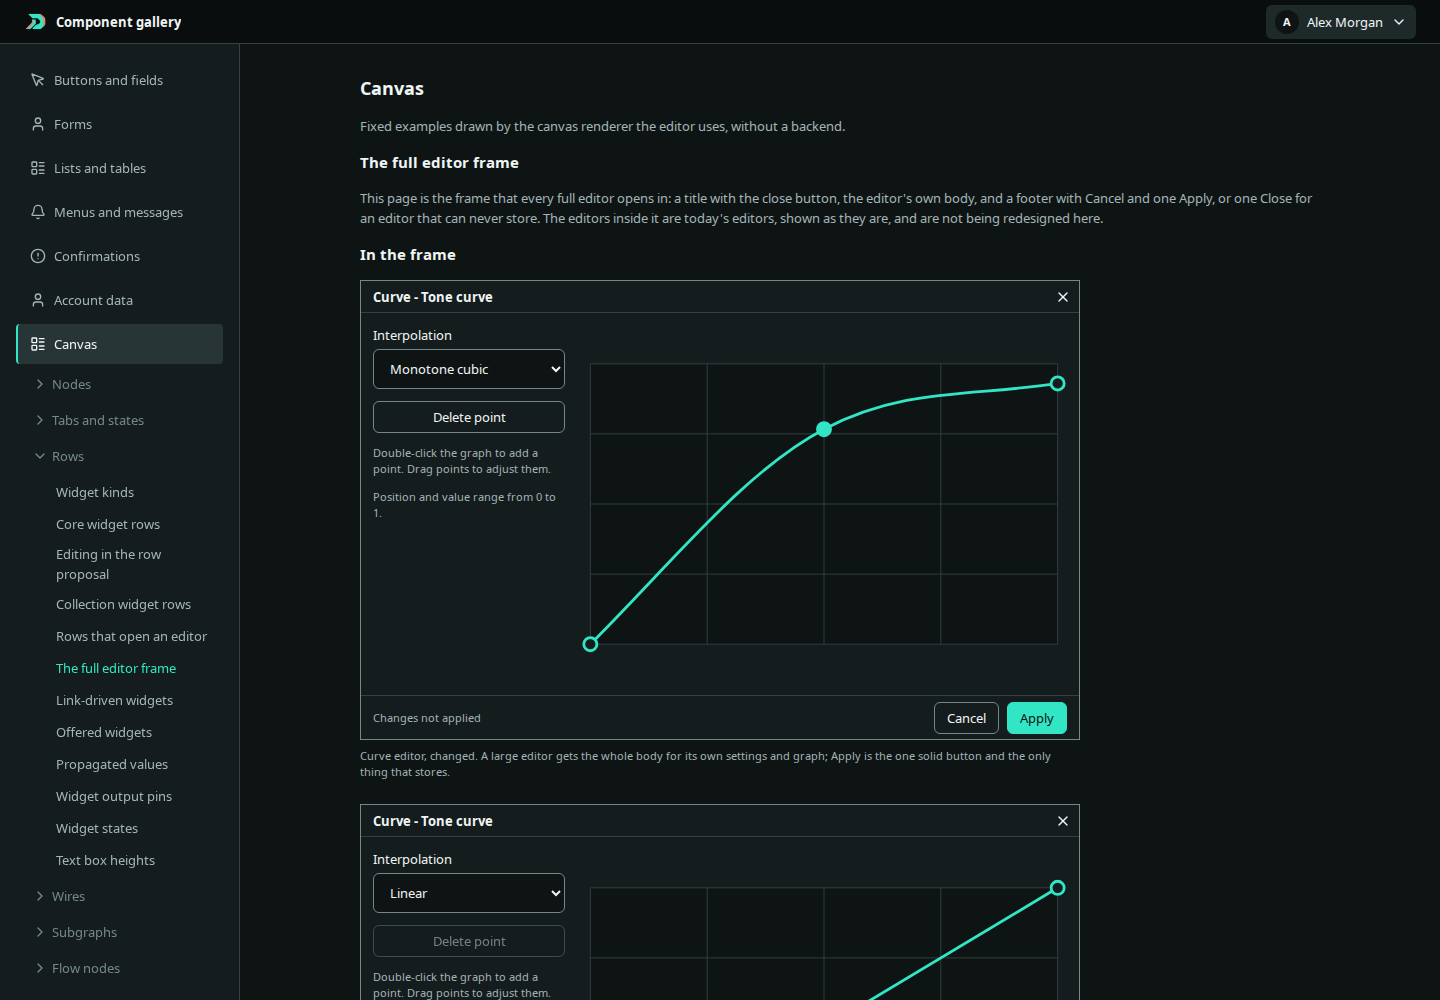 Component gallery
A
Alex Morgan
Buttons and fields
Forms
Lists and tables
Menus and messages
Confirmations
Account data
Canvas
Nodes
Tabs and states
Rows
Widget kinds
Core widget rows
Editing in the row
proposal
Collection widget rows
Rows that open an editor
The full editor frame
Link-driven widgets
Offered widgets
Propagated values
Widget output pins
Widget states
Text box heights
Wires
Subgraphs
Flow nodes
Canvas
Fixed examples drawn by the canvas renderer the editor uses, without a backend.
The full editor frame
This page is the frame that every full editor opens in: a title with the close button, the editor's own body, and a footer with Cancel and one Apply, or one Close for
an editor that can never store. The editors inside it are today's editors, shown as they are, and are not being redesigned here.
In the frame
Curve - Tone curve
Interpolation
Monotone cubic
Delete point
Double-click the graph to add a
point. Drag points to adjust them.
Position and value range from 0 to
1.
Changes not applied
Cancel
Apply
Curve editor, changed. A large editor gets the whole body for its own settings and graph; Apply is the one solid button and the only
thing that stores.
Curve - Tone curve
Interpolation
Linear
Delete point
Double-click the graph to add a
point. Drag points to adjust them.